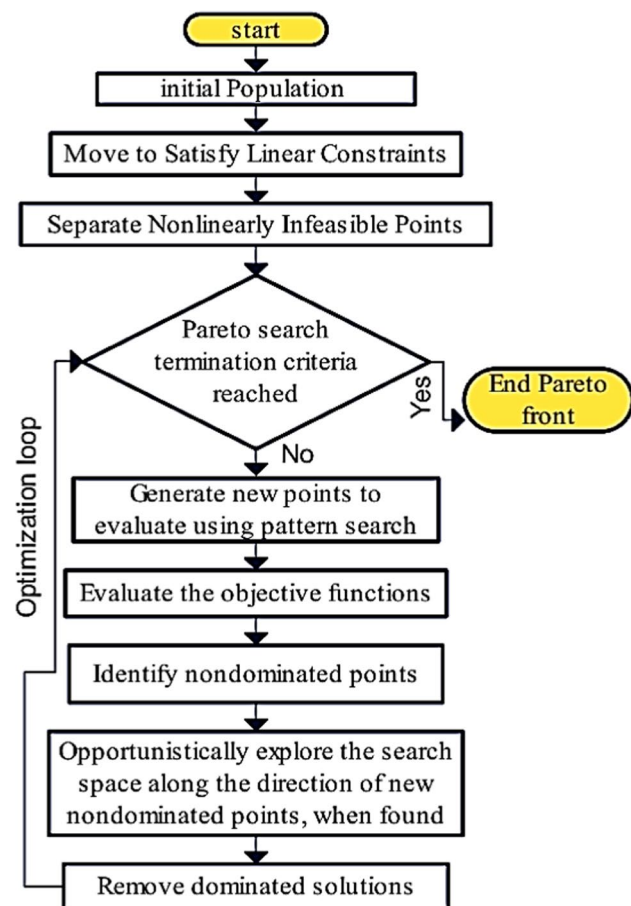 start
initial Population
Move to Satisfy Linear Constraints
Separate Nonlinearly Infeasible Points
Pareto search
termination criteria
reached
Yes
End Pareto
front
No
Optimization loop
Generate new points to
evaluate using pattern search
Evaluate the objective functions
Identify nondominated points
Opportunistically explore the search
space along the direction of new
nondominated points, when found
Remove dominated solutions